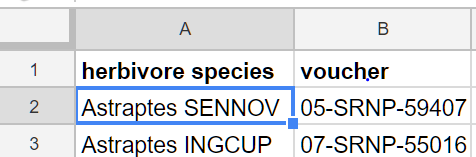 A B
1 herbivore species voucher
2 Astraptes SENNOV 05-SRNP-59407
3 Astraptes INGCUP 07-SRNP-55016